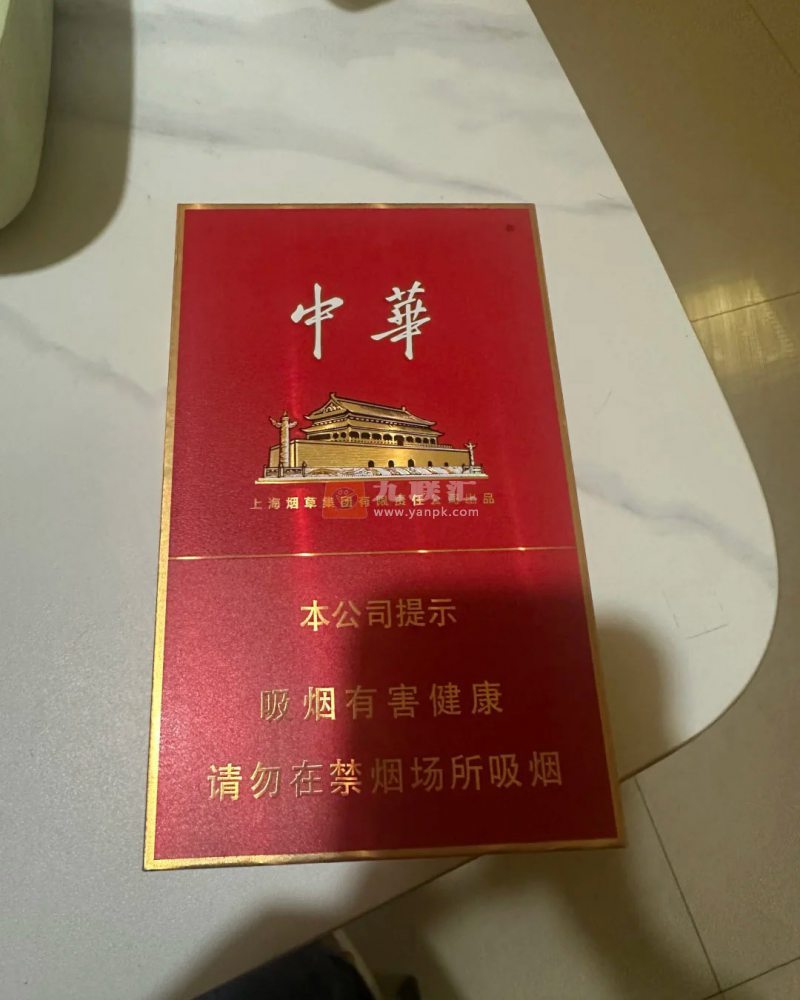 中華
上海烟草集团有限责任公司出品
九联汇
www.yanpk.com
本公司提示
吸烟有害健康
请勿在禁烟场所吸烟